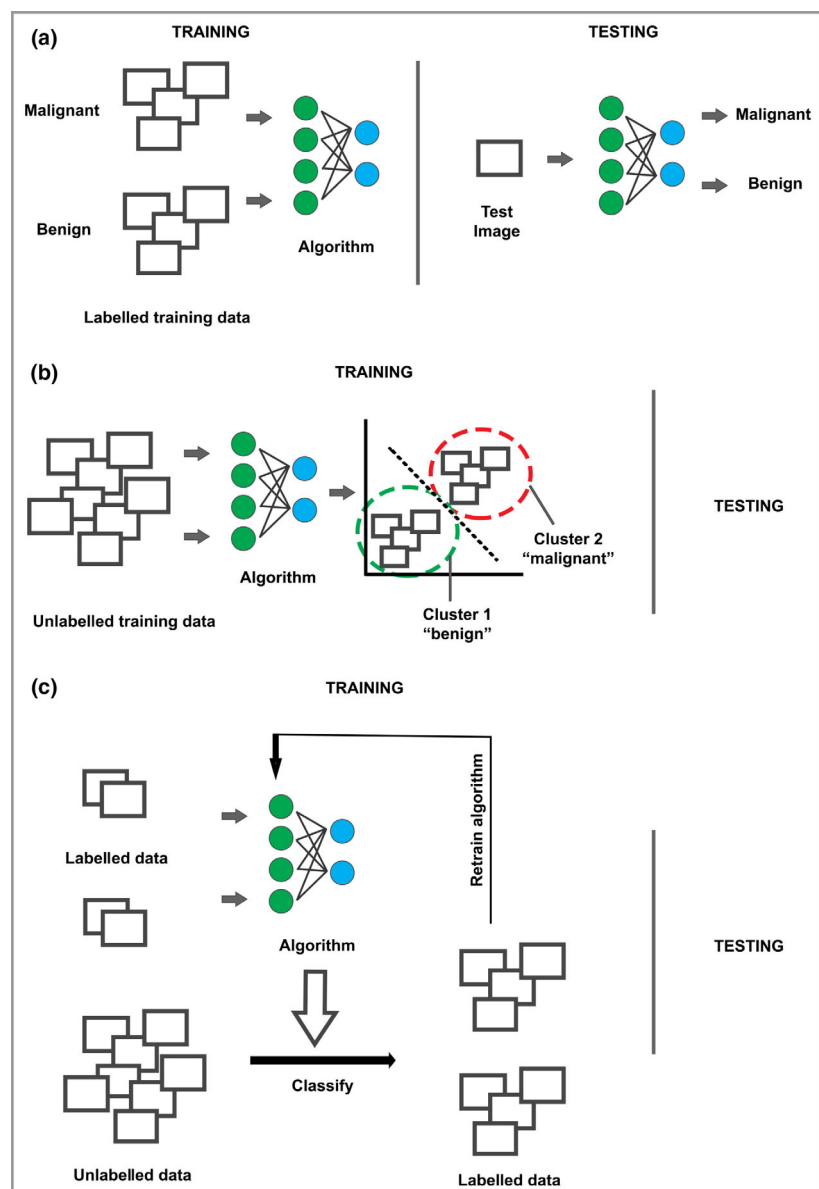 (a)
TRAINING
TESTING
Malignant
Benign
Algorithm
Labelled training data
Test
Image
Malignant
Benign
(b)
TRAINING
Algorithm
Unlabelled training data
Cluster 2
“malignant”
Cluster 1
“benign”
TESTING
(c)
TRAINING
Labelled data
Algorithm
Retrain algorithm
TESTING
Classify
Unlabelled data
Labelled data